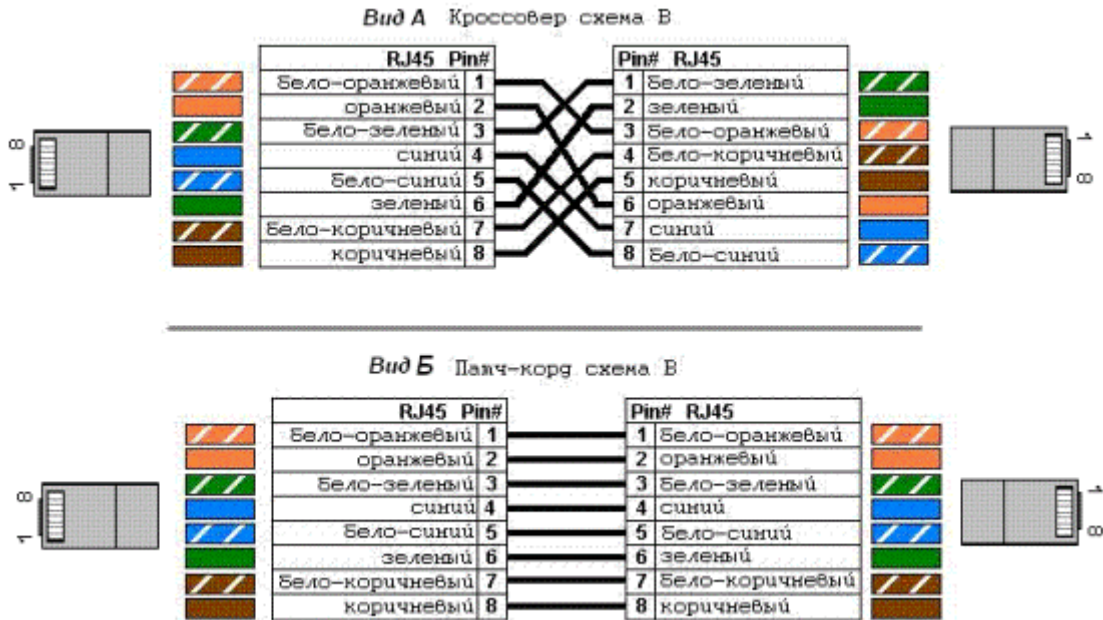 Вид А Кроссовер схема В
RJ45 Pin# Pin# RJ45
бело-оранжевый 1 1 бело-зеленый
оранжевый 2 2 зеленый
бело-зеленый 3 3 бело-оранжевый
синий 4 4 бело-коричневый
бело-синий 5 5 коричневый
зеленый 6 6 оранжевый
бело-коричневый 7 7 синий
коричневый 8 8 бело-синий
8 1
1 8
Вид Б Патч-корд схема В
RJ45 Pin# Pin# RJ45
бело-оранжевый 1 1 бело-оранжевый
оранжевый 2 2 оранжевый
бело-зеленый 3 3 бело-зеленый
синий 4 4 синий
бело-синий 5 5 бело-синий
зеленый 6 6 зеленый
бело-коричневый 7 7 бело-коричневый
коричневый 8 8 коричневый
8 1
1 8